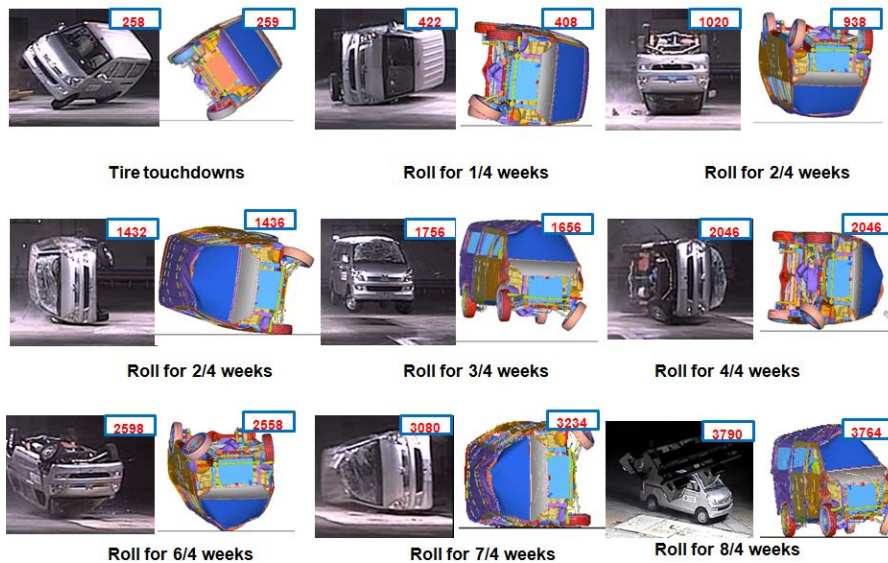 258 259 422 408 1020 938
Tire touchdowns Roll for 1/4 weeks Roll for 2/4 weeks
1432 1436 1756 1656 2046 2046
Roll for 2/4 weeks Roll for 3/4 weeks Roll for 4/4 weeks
2598 2558 3080 3234 3790 3764
Roll for 6/4 weeks Roll for 7/4 weeks Roll for 8/4 weeks